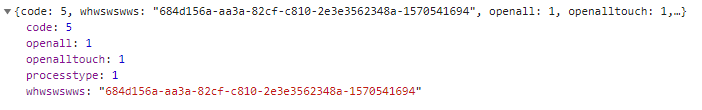 ▼{code: 5, whwswswws: "684d156a-aa3a-82cf-c810-2e3e3562348a-1570541694", openall: 1, openalltouch: 1,…}
code: 5
openall: 1
openalltouch: 1
processtype: 1
whwswswws: "684d156a-aa3a-82cf-c810-2e3e3562348a-1570541694"